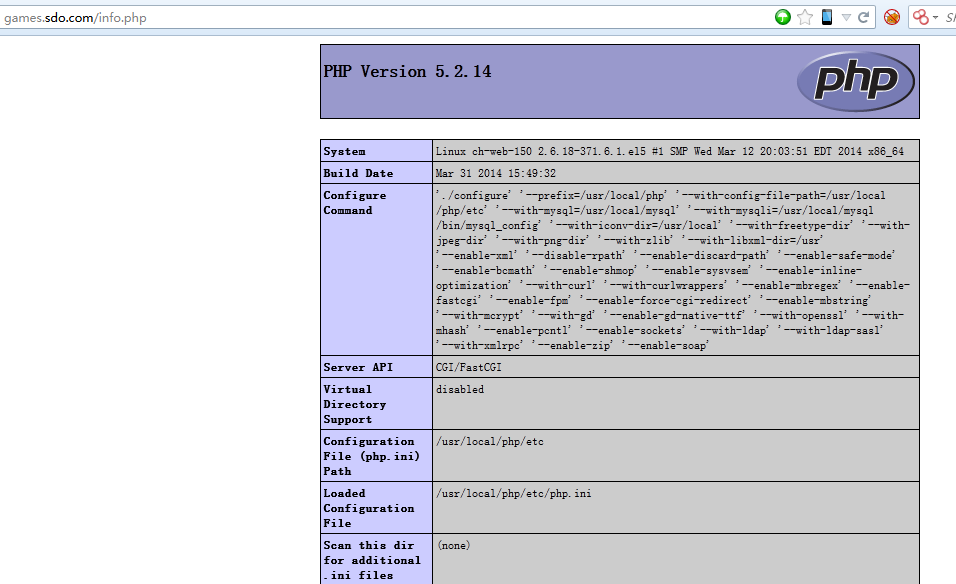 games.sdo.com/info.php
PHP Version 5.2.14
php
System
Linux ch-web-150 2.6.18-371.6.1.el5 #1 SMP Wed Mar 12 20:03:51 EDT 2014 x86_64
Build Date
Mar 31 2014 15:49:32
Configure
Command
'./configure' '--prefix=/usr/local/php' '--with-config-file-path=/usr/local
/php/etc' '--with-mysql=/usr/local/mysql' '--with-mysqli=/usr/local/mysql
/bin/mysql_config' '--with-iconv-dir=/usr/local' '--with-freetype-dir' '--with-
jpeg-dir' '--with-png-dir' '--with-zlib' '--with-libxml-dir=/usr'
'--enable-xml' '--disable-rpath' '--enable-discard-path' '--enable-safe-mode'
'--enable-bcmath' '--enable-shmop' '--enable-sysvsem' '--enable-inline-
optimization' '--with-curl' '--with-curlwrappers' '--enable-mbregex' '--enable-
fastcgi' '--enable-fpm' '--enable-force-cgi-redirect' '--enable-mbstring'
'--with-mcrypt' '--with-gd' '--enable-gd-native-ttf' '--with-openssl' '--with-
mhash' '--enable-pcntl' '--enable-sockets' '--with-ldap' '--with-ldap-sasl'
'--with-xmlrpc' '--enable-zip' '--enable-soap'
Server API
CGI/FastCGI
Virtual
Directory
Support
disabled
Configuration
File (php.ini)
Path
/usr/local/php/etc
Loaded
Configuration
File
/usr/local/php/etc/php.ini
Scan this dir
for additional
.ini files
(none)